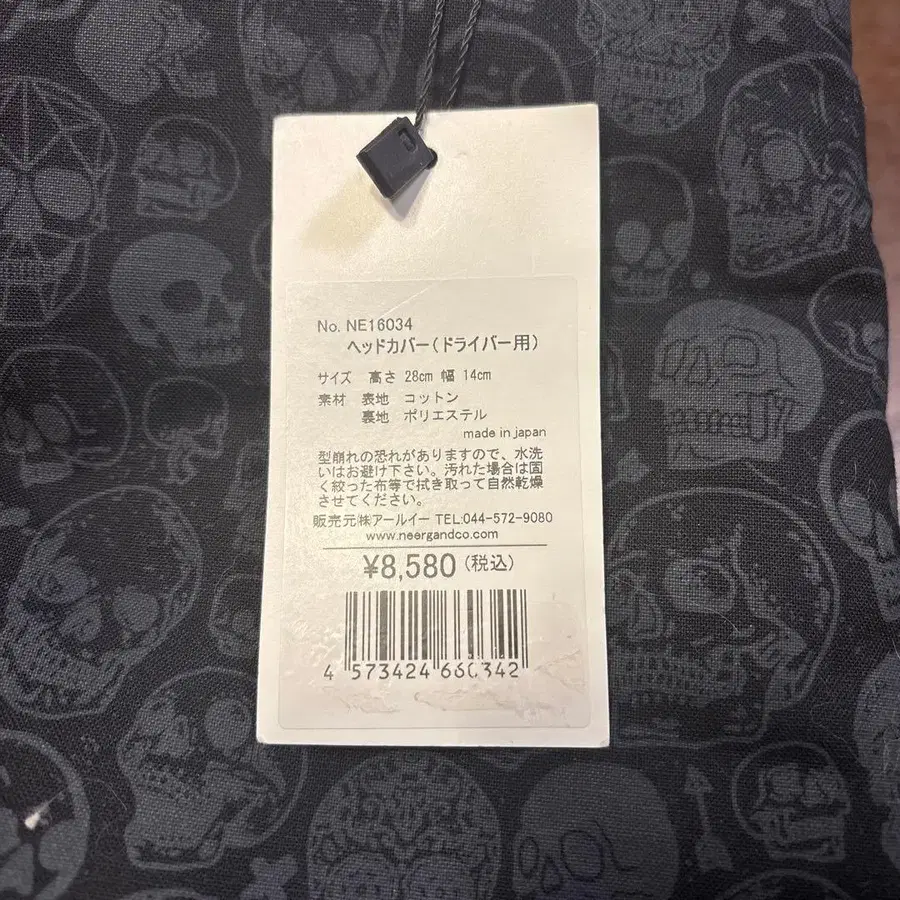 No. NE16034
ヘッドカバー(ドライバー用)
サイズ 高さ 28cm 幅 14cm
素材 表地 コットン
裏地 ポリエステル
made in japan
型崩れの恐れがありますので、水洗
いはお避け下さい。汚れた場合は固
く絞った布等で拭き取って自然乾燥
させてください。
販売元㈱アールイー TEL:044-572-9080
www.neergandco.com
¥8,580 (税込)
4 573424 660342